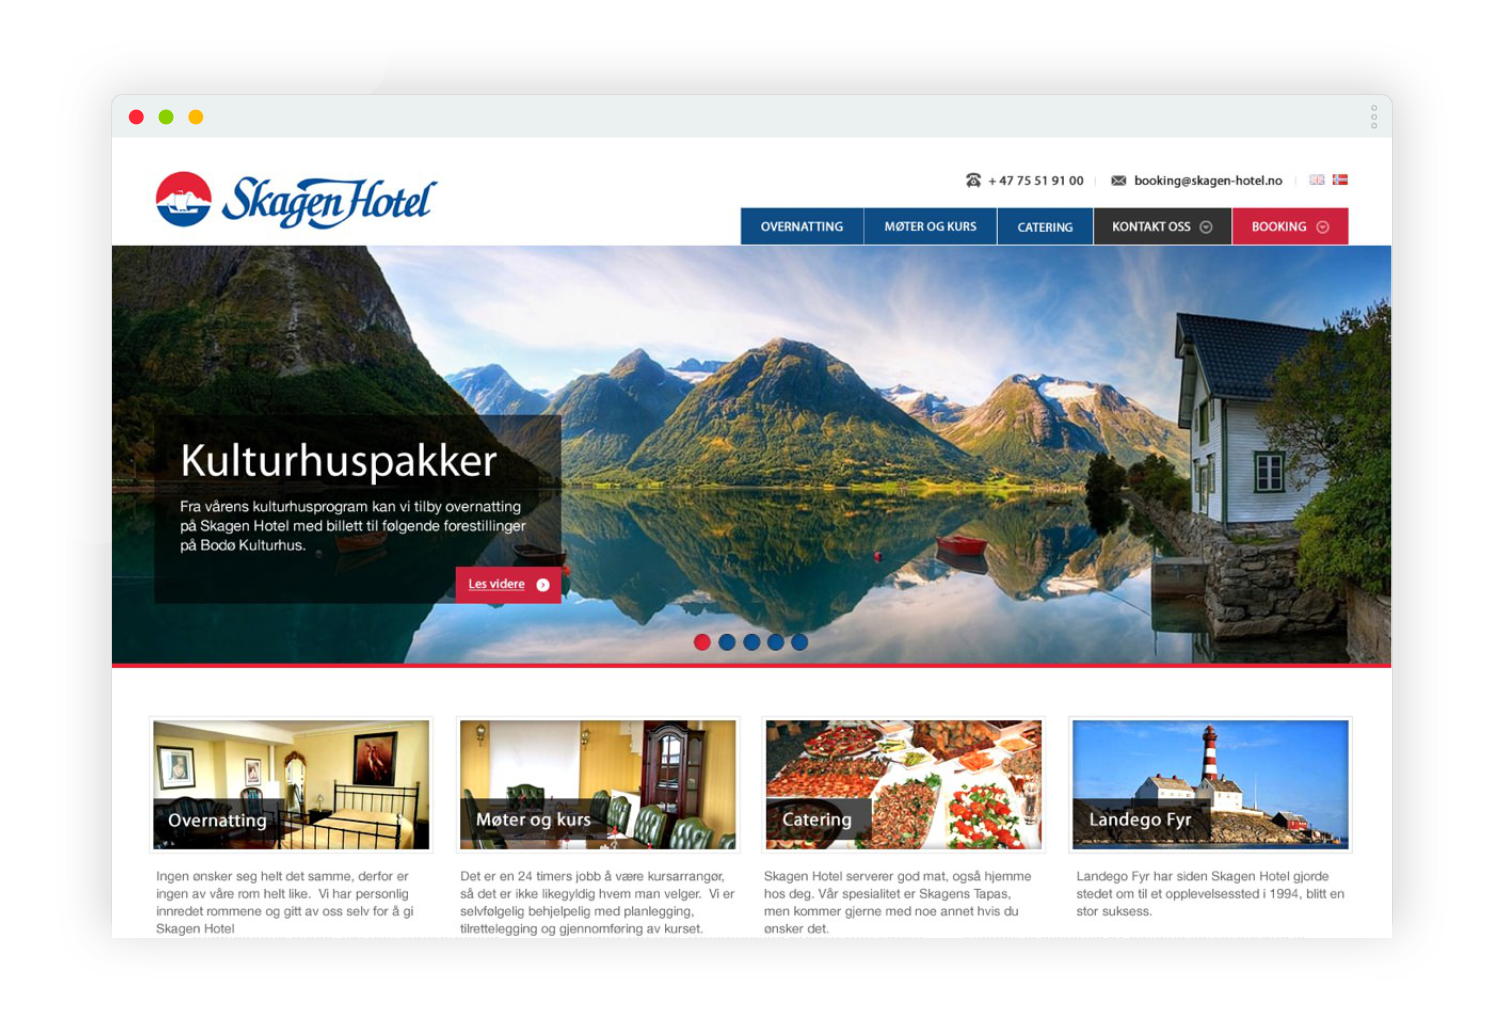 Skagen Hotel
+ 47 75 51 91 00
booking@skagen-hotel.no
OVERNATTING
MØTER OG KURS
CATERING
KONTAKT OSS
BOOKING
Kulturhuspakker
Fra vårens kulturhusprogram kan vi tilby overnatting
på Skagen Hotel med billett til følgende forestillinger
på Bodø Kulturhus.
Les videre
Overnatting
Ingen ønsker seg helt det samme, derfor er
ingen av våre rom helt like. Vi har personlig
innredet rommene og gitt av oss selv for å gi
Skagen Hotel
Møter og kurs
Det er en 24 timers jobb å være kursarrangør,
så det er ikke likegyldig hvem man velger. Vi er
selvfølgelig behjelpelig med planlegging,
tilrettelegging og gjennomføring av kurset.
Catering
Skagen Hotel serverer god mat, også hjemme
hos deg. Vår spesialitet er Skagens Tapas,
men kommer gjerne med noe annet hvis du
ønsker det.
Landego Fyr
Landego Fyr har siden Skagen Hotel gjorde
stedet om til et opplevelsessted i 1994, blitt en
stor suksess.